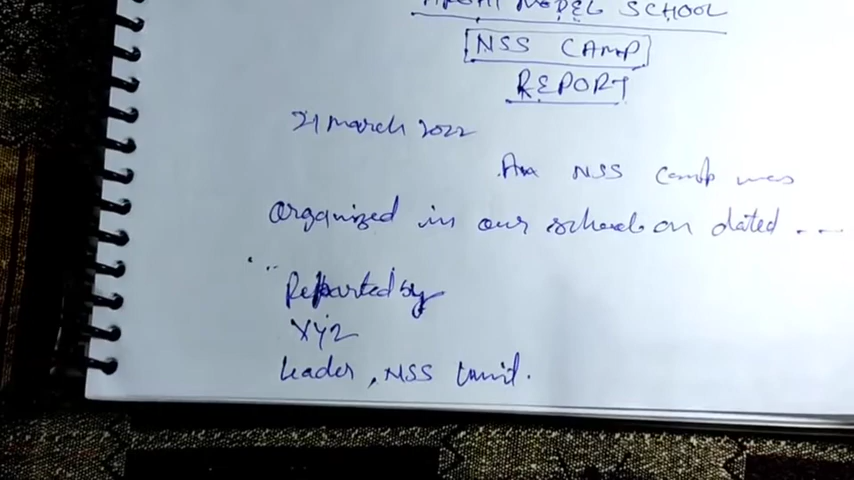 MODEL SCHOOL
NSS CAMP
REPORT
21 March 2022
An NSS Camp was
organized in our school on dated ....
Reported by
XYZ
Leader, NSS Unit.